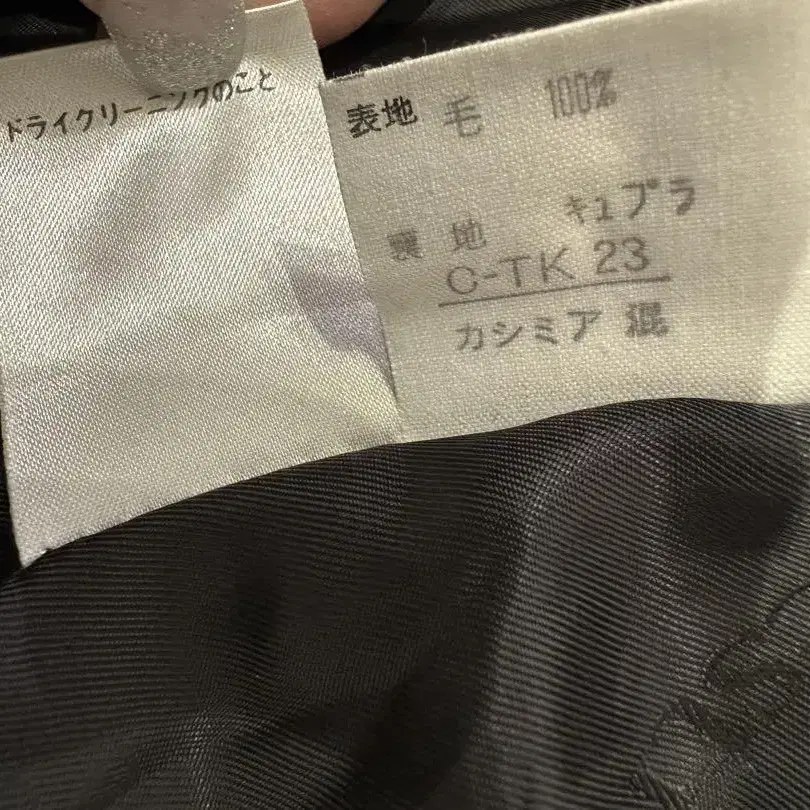 ドライクリーニングのこと
表地 毛 100%
裏地 キュプラ
C-TK 23
カシミア 混